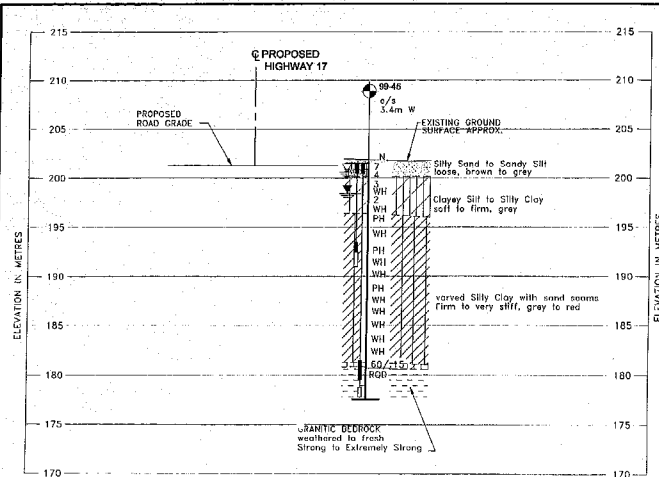 215
215
℄ PROPOSED
HIGHWAY 17
210
210
99-46
o/s
3.4m W
PROPOSED
ROAD GRADE
EXISTING GROUND
SURFACE APPROX.
205
205
N
7
4
3
WH
2
WH
PH
WH
PH
WH
WH
PH
WH
WH
WH
WH
WH
60/.15
RQD
Silty Sand to Sandy Silt
loose, brown to grey
200
200
Clayey Silt to Silty Clay
soft to firm, grey
195
195
ELEVATION IN METRES
ELEVATION IN METRES
190
190
varved Silty Clay with sand seams
Firm to very stiff, grey to red
185
185
180
180
175
175
GRANITIC BEDROCK
weathered to fresh
Strong to Extremely Strong
170
170